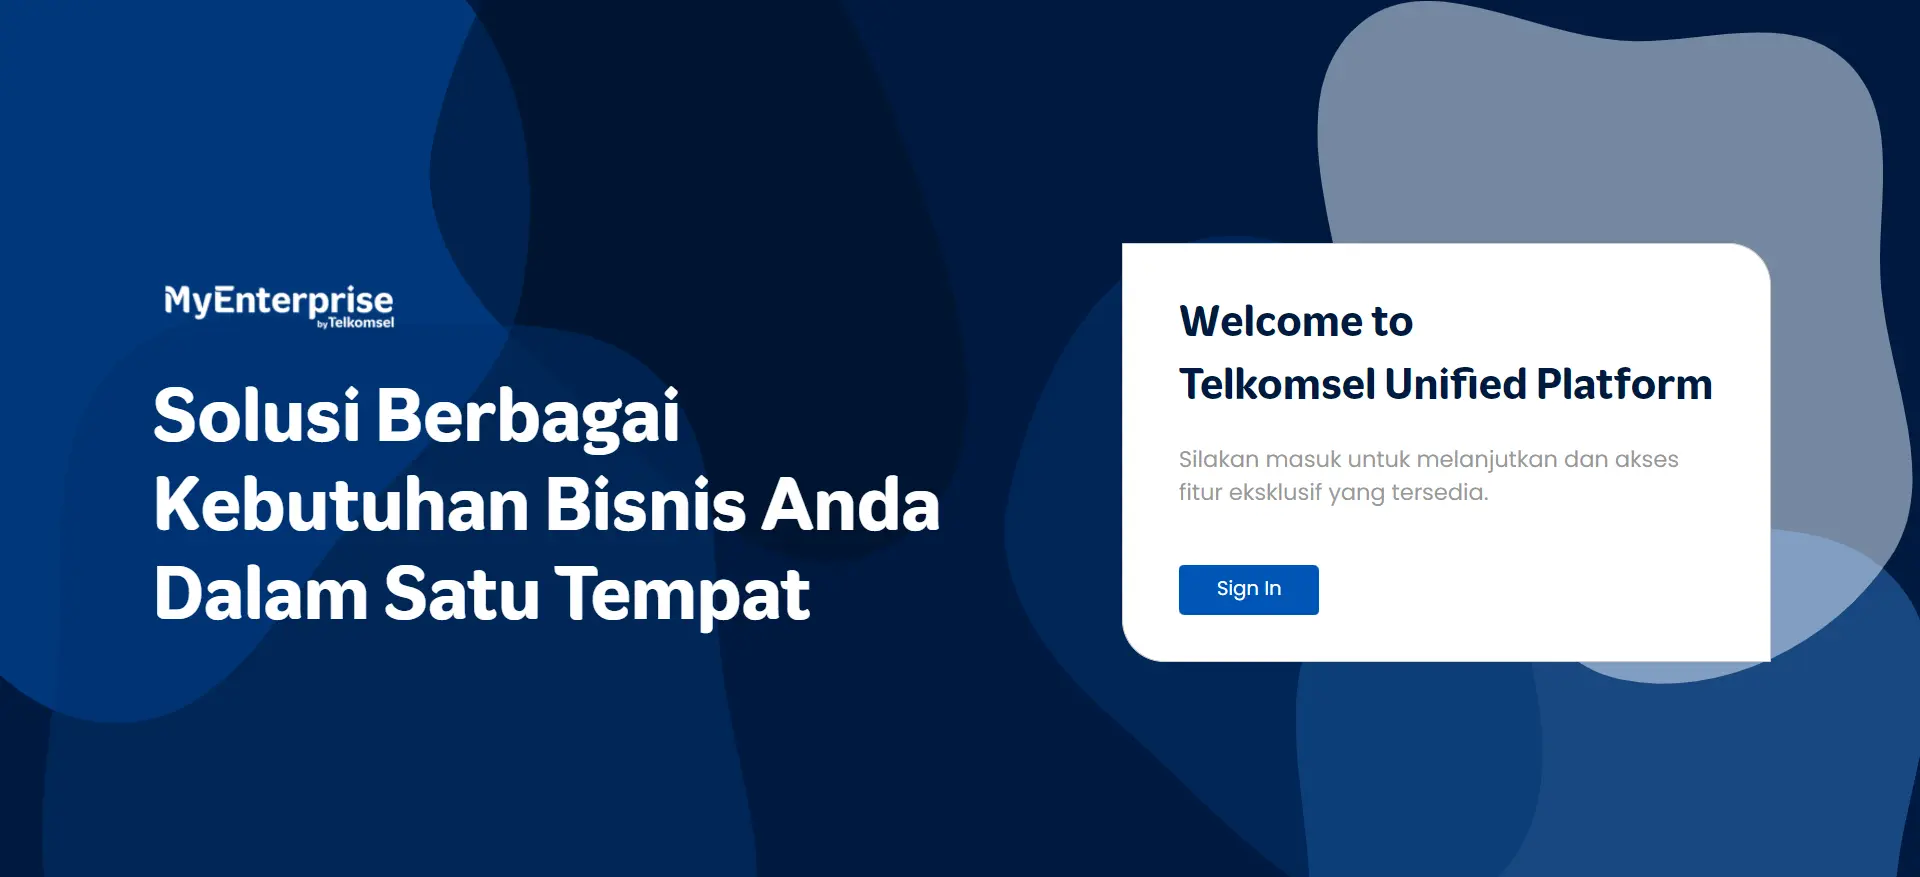 MyEnterprise
by Telkomsel
Solusi Berbagai
Kebutuhan Bisnis Anda
Dalam Satu Tempat
Welcome to
Telkomsel Unified Platform
Silakan masuk untuk melanjutkan dan akses
fitur eksklusif yang tersedia.
Sign In